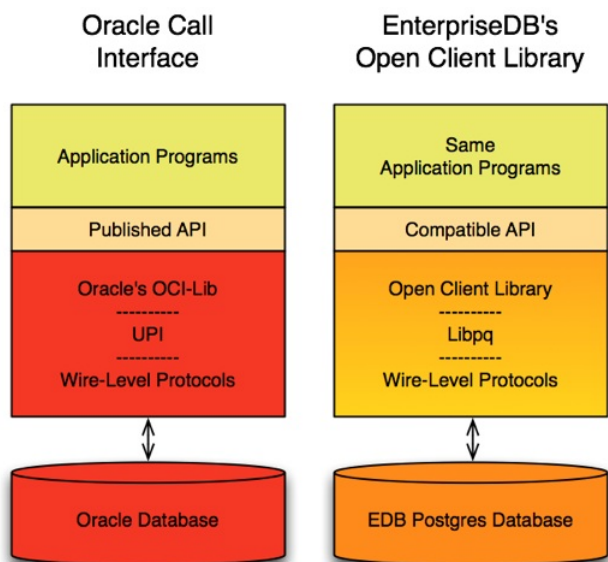 Oracle Call
Interface
Application Programs
Published API
Oracle's OCI-Lib
----------
UPI
----------
Wire-Level Protocols
Oracle Database
EnterpriseDB's
Open Client Library
Same
Application Programs
Compatible API
Open Client Library
----------
Libpq
----------
Wire-Level Protocols
EDB Postgres Database